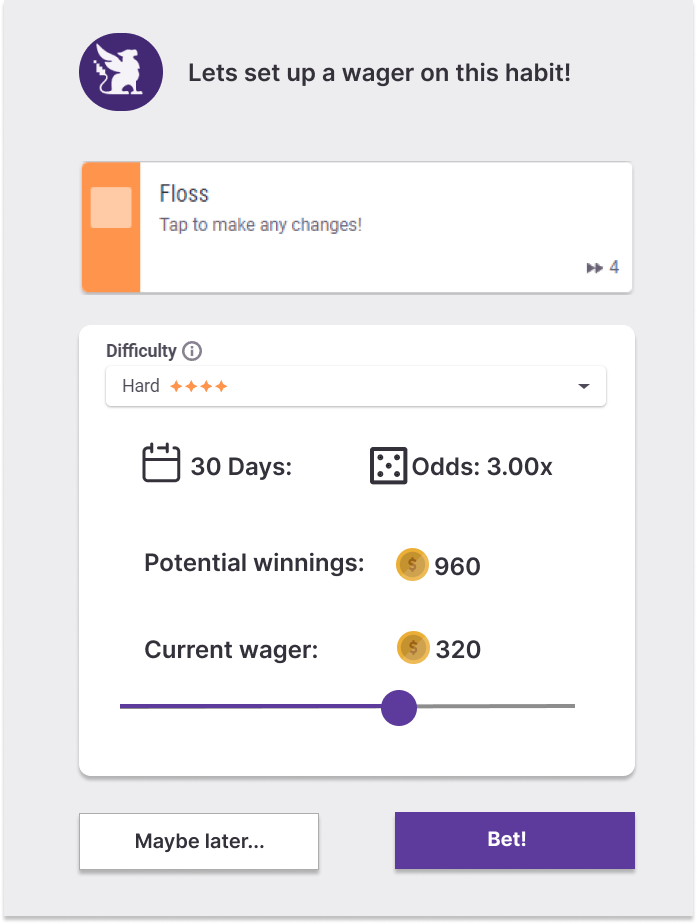 Lets set up a wager on this habit!
Floss
Tap to make any changes!
4
Difficulty
Hard
30 Days:
Odds: 3.00x
Potential winnings:
$ 960
Current wager:
$ 320
Maybe later...
Bet!